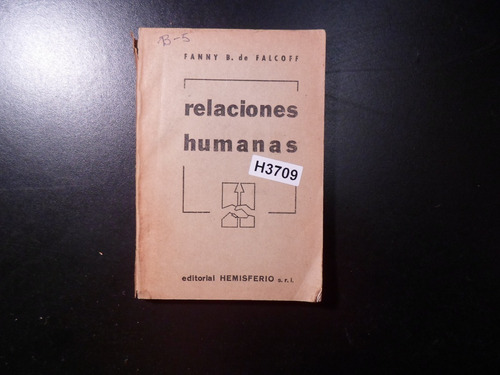 B-5
FANNY B. de FALCOFF
relaciones
humanas
H3709
editorial HEMISFERIO s.r.l.